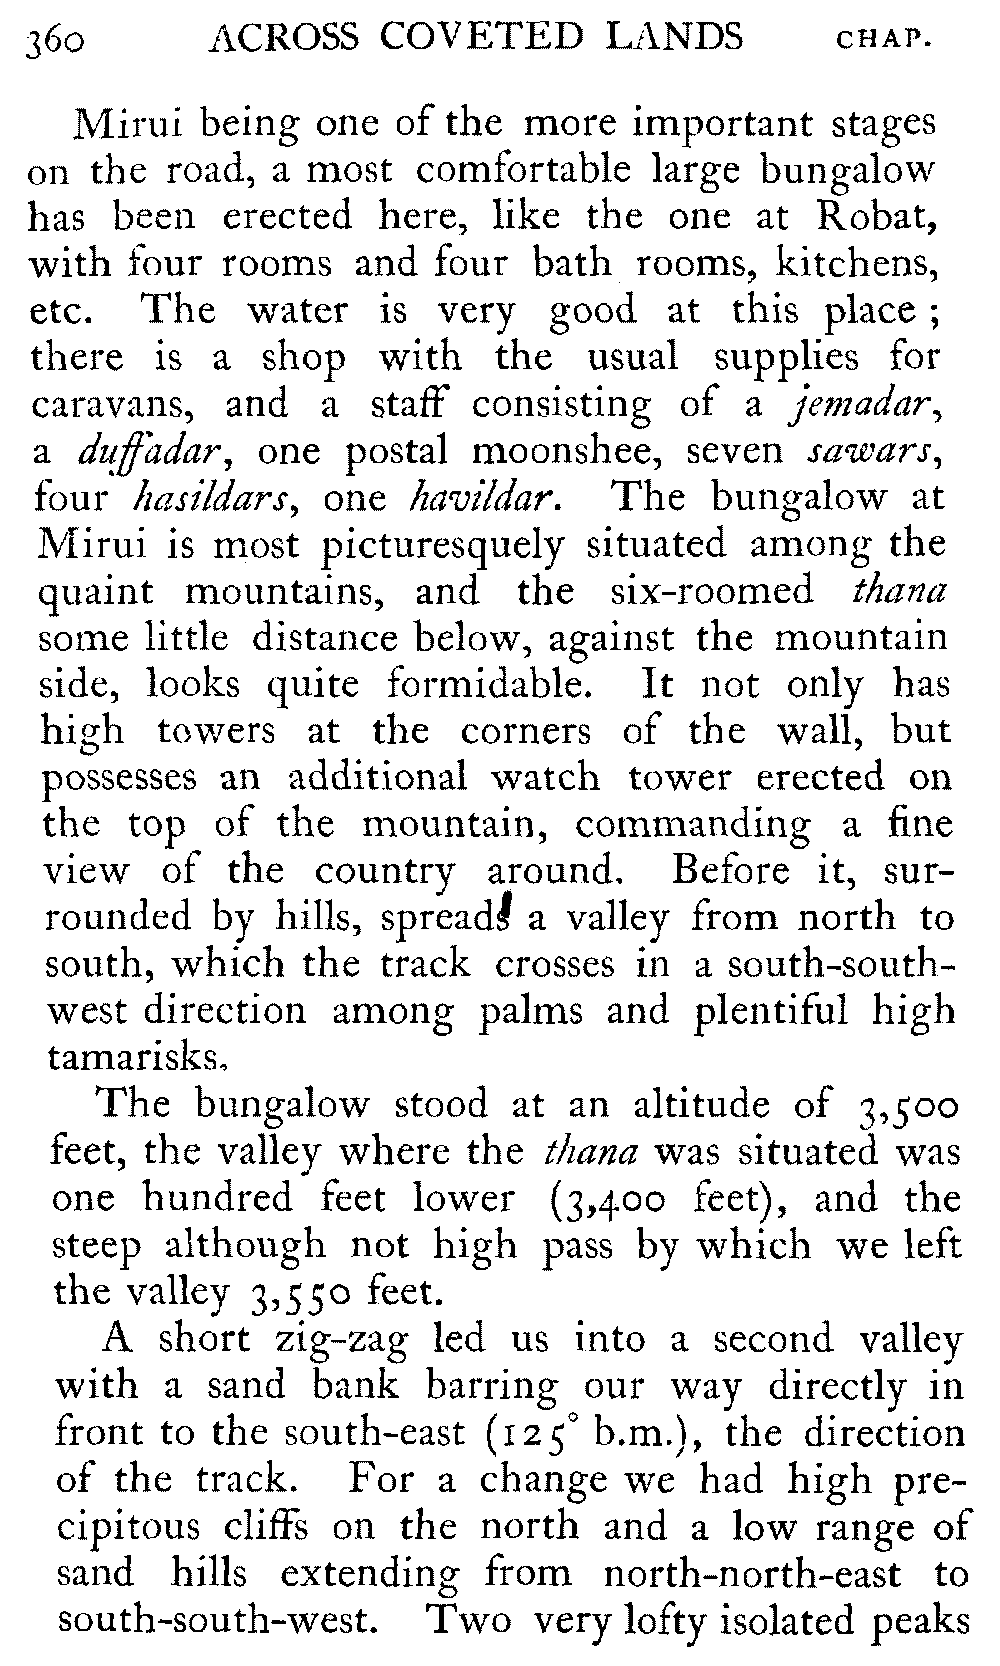 360 ACROSS COVETED LANDS CHAP.
Mirui being one of the more important stages
on the road, a most comfortable large bungalow
has been erected here, like the one at Robat,
with four rooms and four bath rooms, kitchens,
etc. The water is very good at this place ;
there is a shop with the usual supplies for
caravans, and a staff consisting of a jemadar,
a duffadar, one postal moonshee, seven sawars,
four hasildars, one havildar. The bungalow at
Mirui is most picturesquely situated among the
quaint mountains, and the six-roomed thana
some little distance below, against the mountain
side, looks quite formidable. It not only has
high towers at the corners of the wall, but
possesses an additional watch tower erected on
the top of the mountain, commanding a fine
view of the country around. Before it, sur-
rounded by hills, spreads a valley from north to
south, which the track crosses in a south-south-
west direction among palms and plentiful high
tamarisks.
The bungalow stood at an altitude of 3,500
feet, the valley where the thana was situated was
one hundred feet lower (3,400 feet), and the
steep although not high pass by which we left
the valley 3,550 feet.
A short zig-zag led us into a second valley
with a sand bank barring our way directly in
front to the south-east (125° b.m.), the direction
of the track. For a change we had high pre-
cipitous cliffs on the north and a low range of
sand hills extending from north-north-east to
south-south-west. Two very lofty isolated peaks